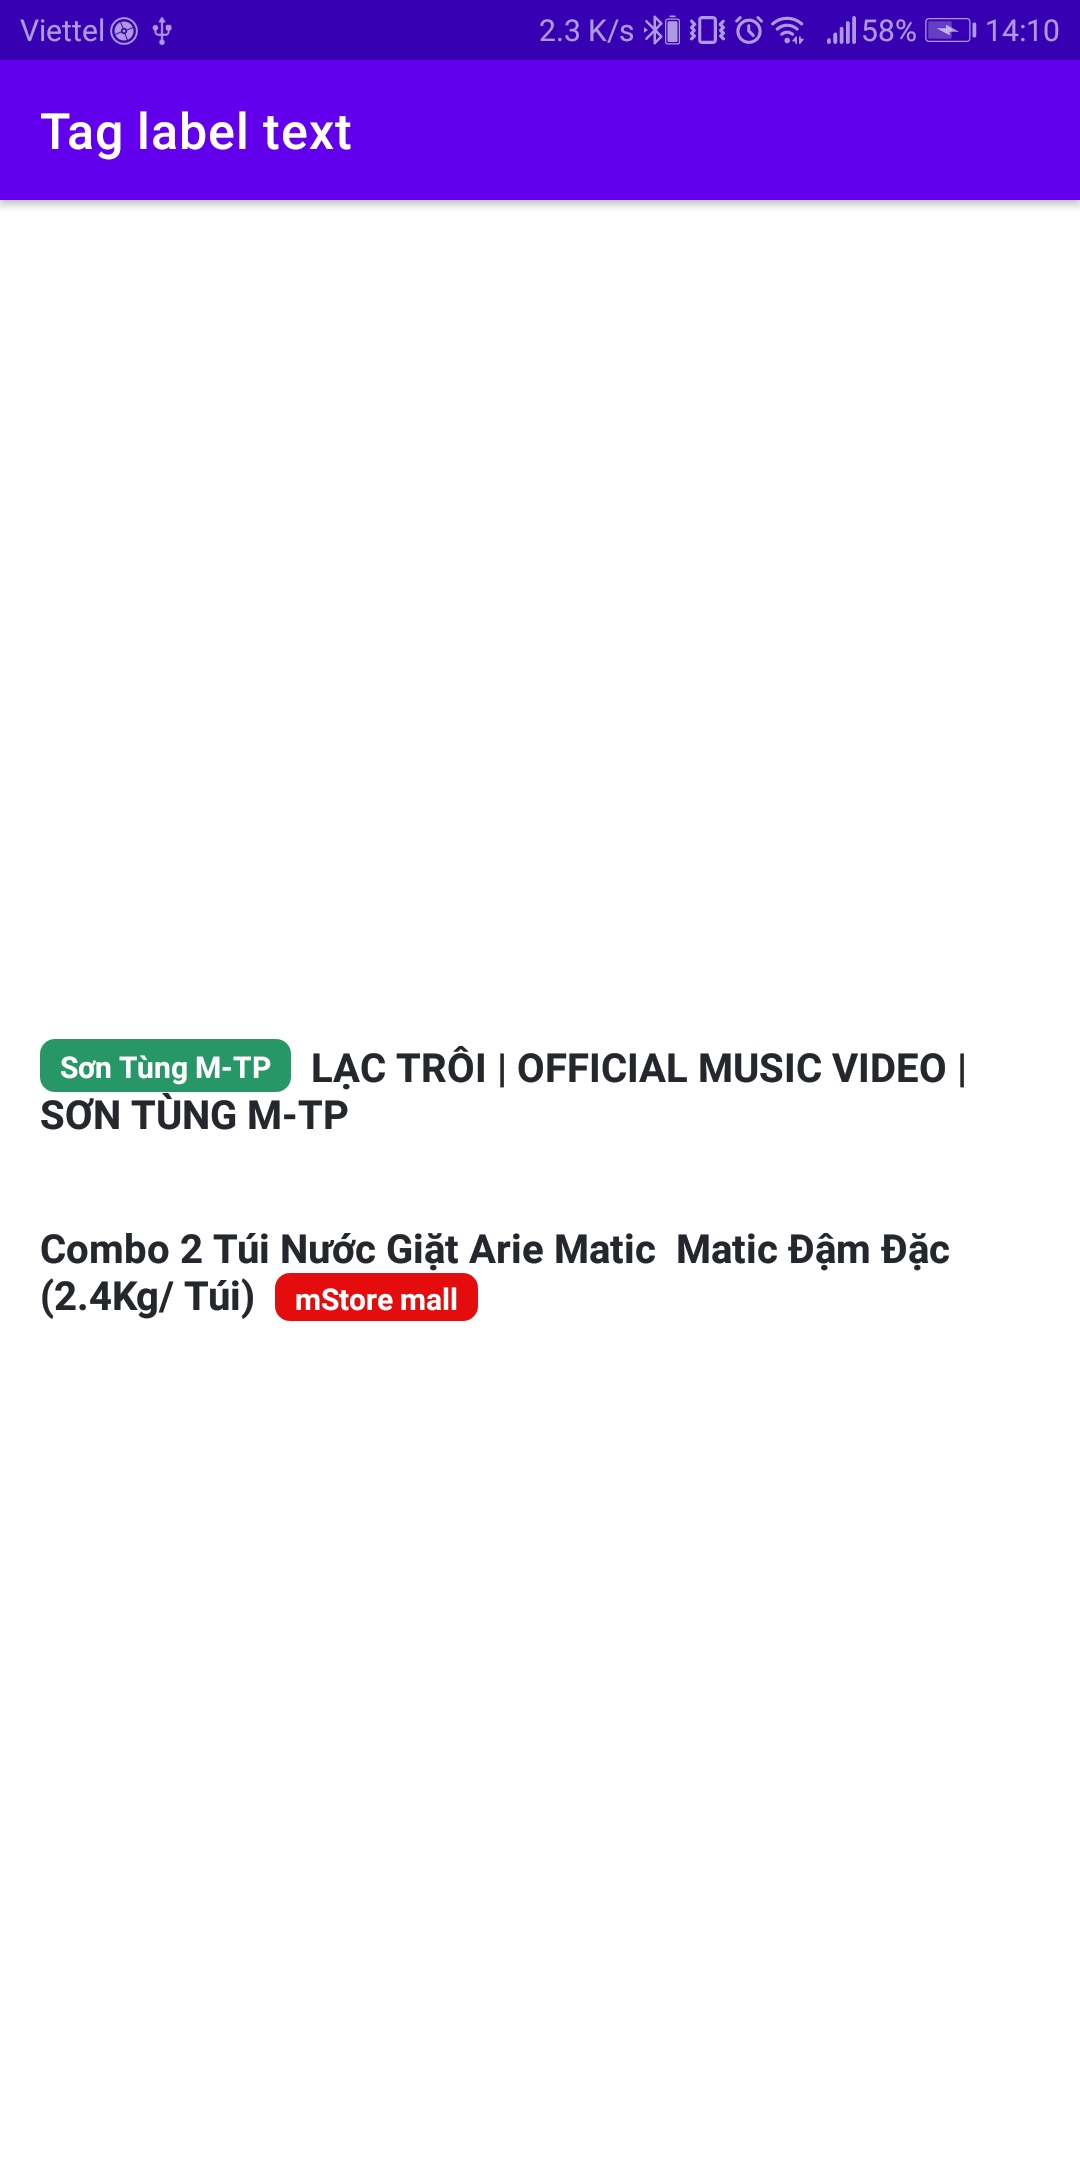 Viettel 2.3 K/s 58% 14:10
Tag label text
Sơn Tùng M-TP LẠC TRÔI | OFFICIAL MUSIC VIDEO |
SƠN TÙNG M-TP
Combo 2 Túi Nước Giặt Arie Matic  Matic Đậm Đặc
(2.4Kg/ Túi) mStore mall